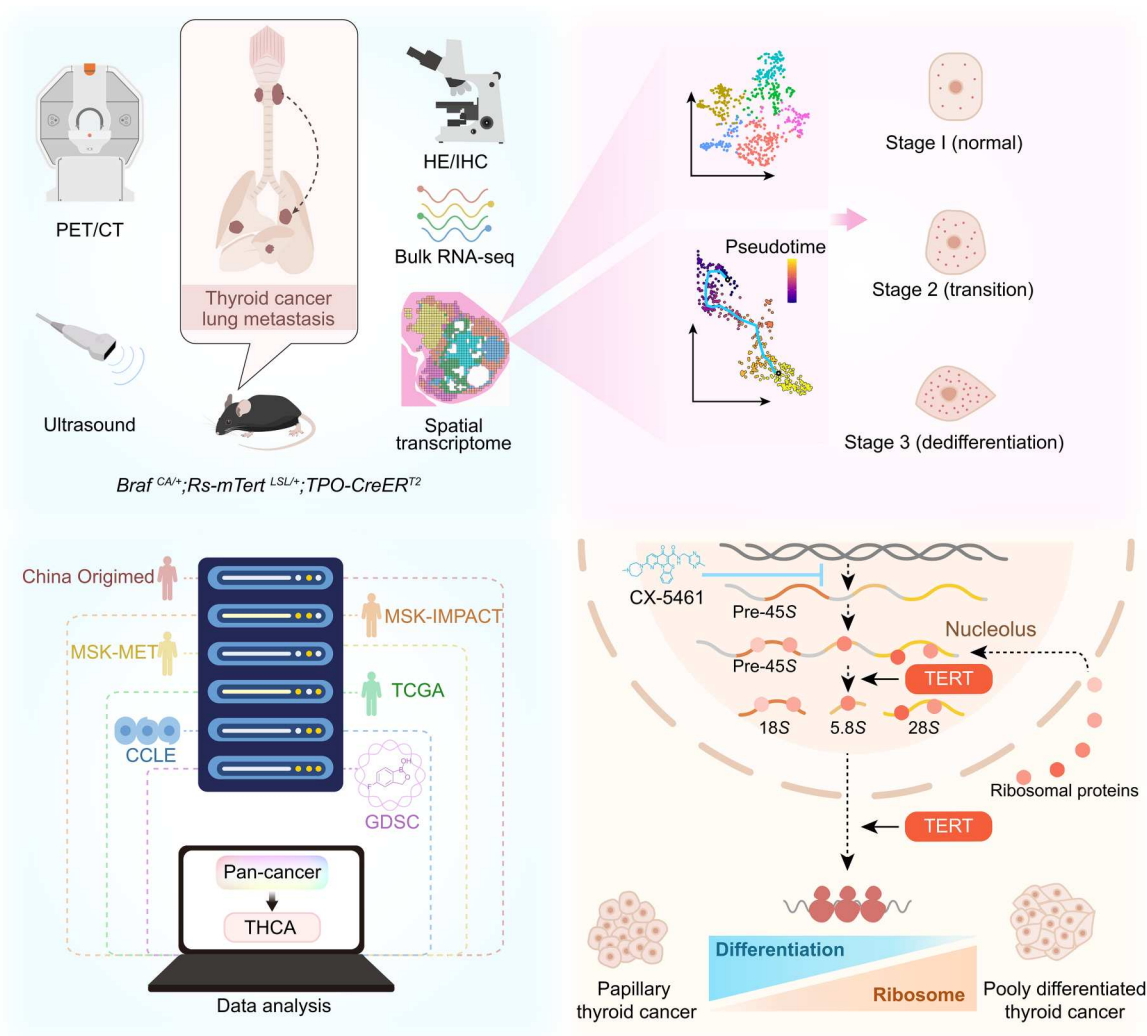 PET/CT
Thyroid cancer
lung metastasis
HE/IHC
Bulk RNA-seq
Ultrasound
Spatial
transcriptome
Braf CA/+;Rs-mTert LSL/+;TPO-CreERT2
Pseudotime
Stage I (normal)
Stage 2 (transition)
Stage 3 (dedifferentiation)
China Origimed
MSK-IMPACT
MSK-MET
TCGA
CCLE
OH
B
O
F
GDSC
Pan-cancer
THCA
Data analysis
CX-5461
Pre-45S
Nucleolus
Pre-45S
TERT
18S
5.8S
28S
Ribosomal proteins
TERT
Differentiation
Ribosome
Papillary
thyroid cancer
Pooly differentiated
thyroid cancer